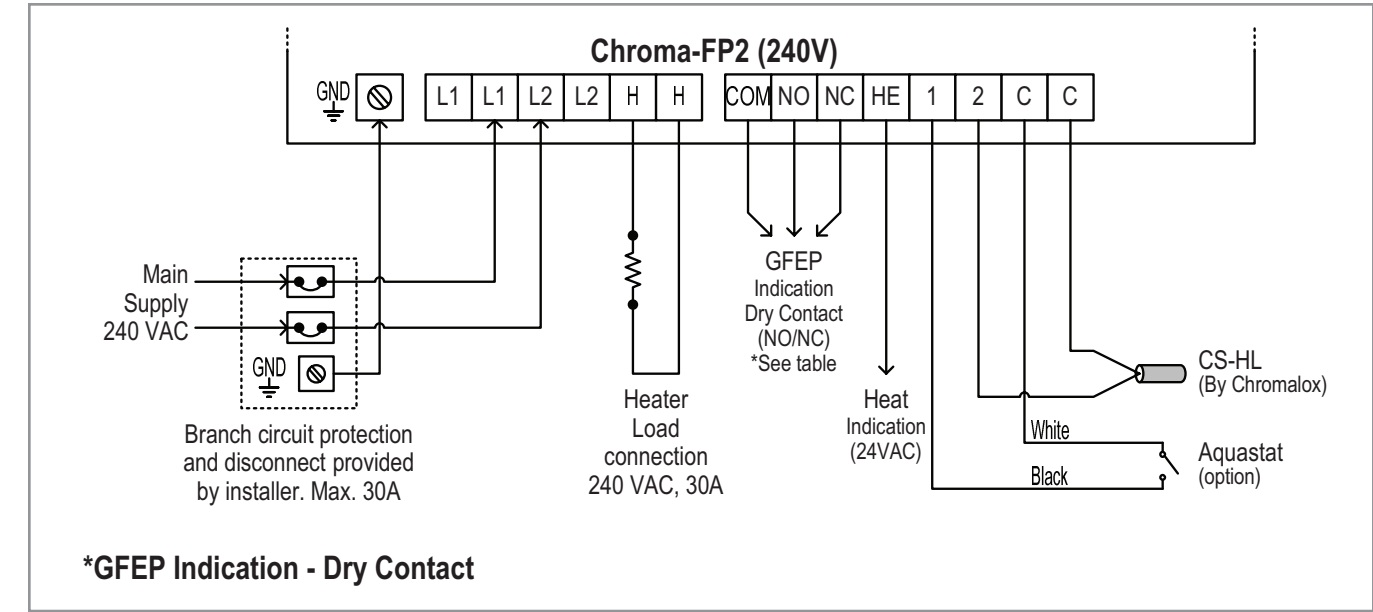 Chroma-FP2 (240V)
GND
L1 L1 L2 L2 H H
COM NO NC HE 1 2 C C
Main
Supply
240 VAC
GND
Branch circuit protection
and disconnect provided
by installer. Max. 30A
Heater
Load
connection
240 VAC, 30A
GFEP
Indication
Dry Contact
(NO/NC)
*See table
Heat
Indication
(24VAC)
CS-HL
(By Chromalox)
White
Black
Aquastat
(option)
*GFEP Indication - Dry Contact